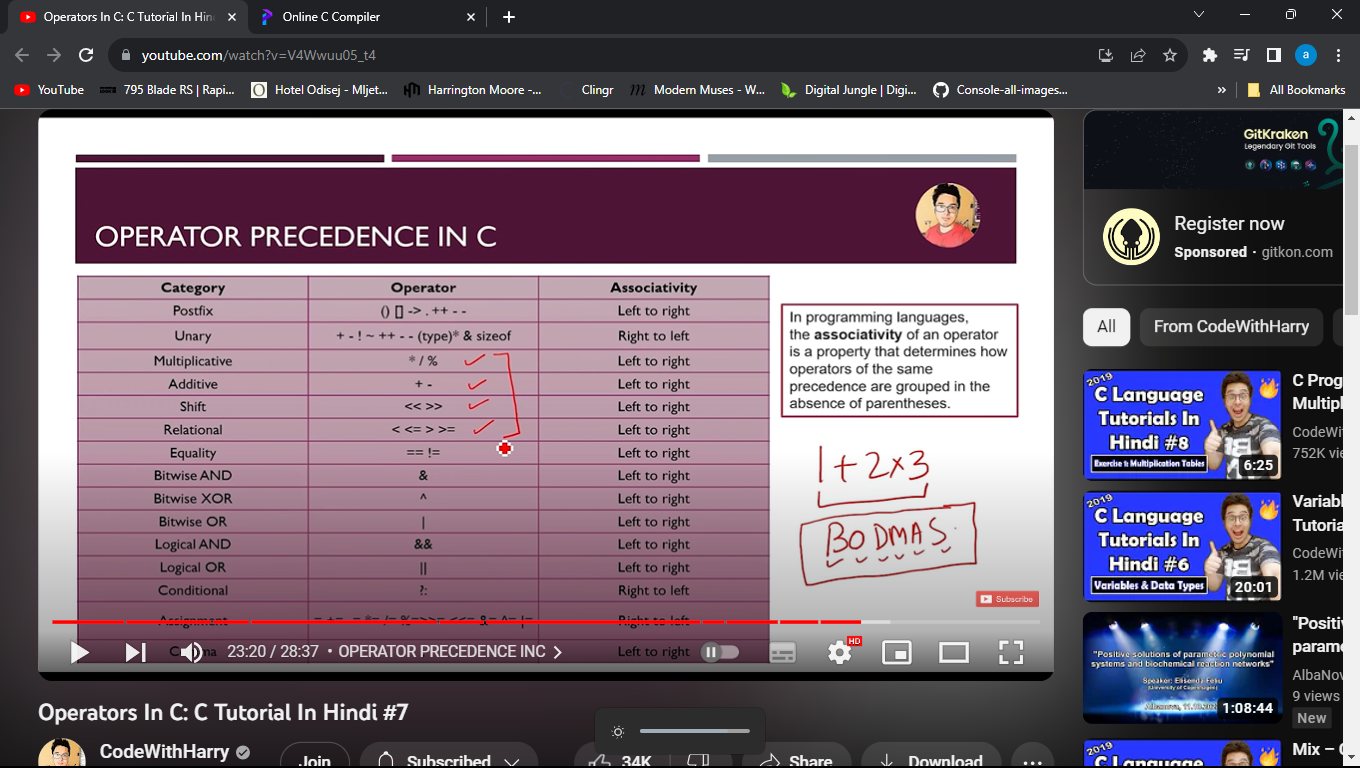 Operators In C: C Tutorial In Hin
Online C Compiler
youtube.com/watch?v=V4Wwuu05_t4
a
YouTube
795 Blade RS | Rapi...
Hotel Odisej - Mljet...
Harrington Moore -...
Clingr
Modern Muses - W...
Digital Jungle | Digi...
Console-all-images...
»
All Bookmarks
OPERATOR PRECEDENCE IN C
Category Operator Associativity
Postfix () [] -> . ++ - - Left to right
Unary + - ! ~ ++ - - (type)* & sizeof Right to left
Multiplicative * / % Left to right
Additive + - Left to right
Shift << >> Left to right
Relational < <= > >= Left to right
Equality == != Left to right
Bitwise AND & Left to right
Bitwise XOR ^ Left to right
Bitwise OR | Left to right
Logical AND && Left to right
Logical OR || Left to right
Conditional ?: Right to left
Assignment = += -= *= /= %=>>= <<= &= ^= |= Right to left
Left to right
In programming languages,
the associativity of an operator
is a property that determines how
operators of the same
precedence are grouped in the
absence of parentheses.
1+2×3
BODMAS
Subscribe
23:20 / 28:37 • OPERATOR PRECEDENCE INC
HD
Operators In C: C Tutorial In Hindi #7
CodeWithHarry
Join
Subscribed
34K
Share
Download
GitKraken
Legendary Git Tools
Register now
Sponsored · gitkon.com
All
From CodeWithHarry
2019
C Language
Tutorials In
Hindi #8
Exercise 1: Multiplication Tables
6:25
C Prog
Multipl
CodeWit
752K vie
2019
C Language
Tutorials In
Hindi #6
Variables & Data Types
20:01
Variabl
Tutoria
CodeWit
1.2M vie
"Positive solutions of parametric polynomial
systems and biochemical reaction networks"
Speaker: Elisenda Feliu
(University of Copenhagen)
1:08:44
"Positiv
parame
AlbaNov
9 views
New
2019
C Language
Mix – C